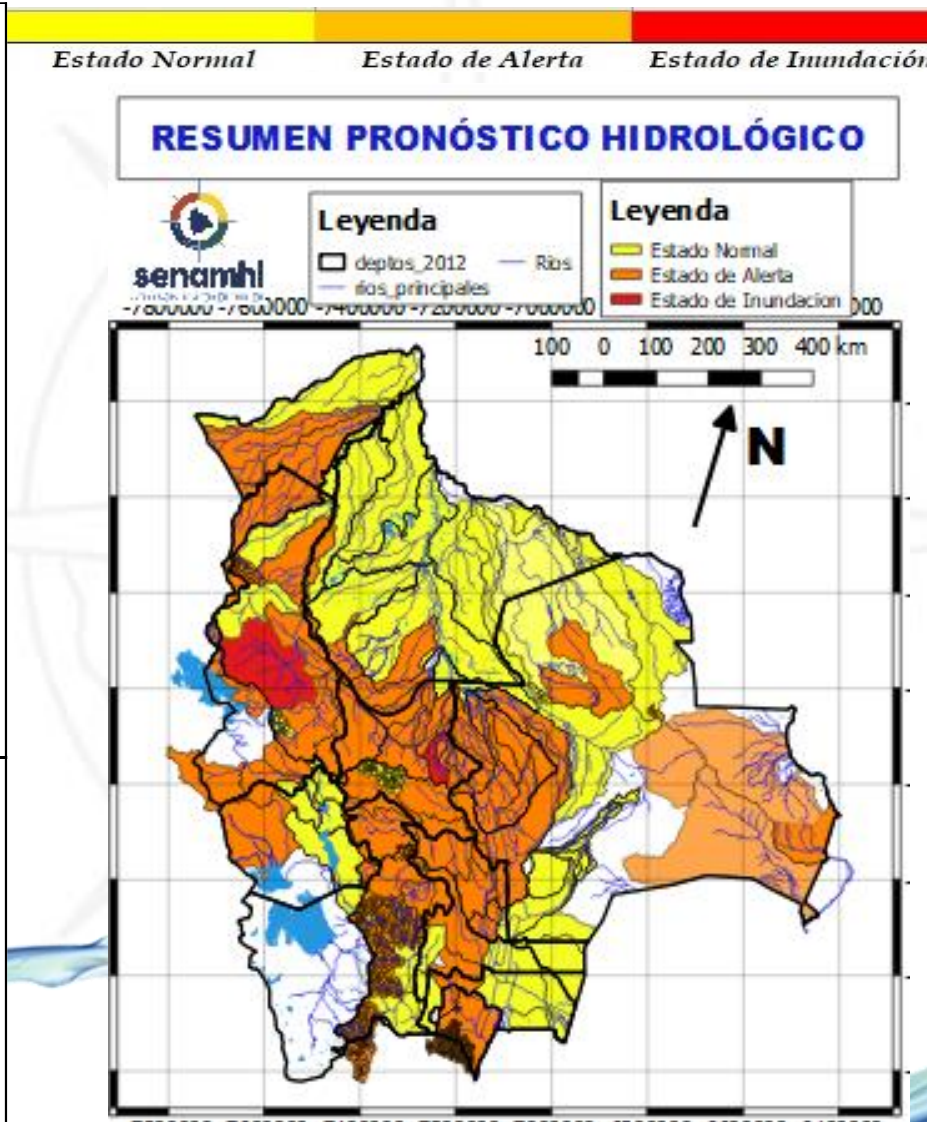 Estado Normal Estado de Alerta Estado de Inundación
RESUMEN PRONÓSTICO HIDROLÓGICO
senamhi
Leyenda
deptos_2012 Rios
rios_principales
Leyenda
Estado Normal
Estado de Alerta
Estado de Inundacion
-7800000 -7600000 -7400000 -7200000 -7000000
100 0 100 200 300 400 km
N